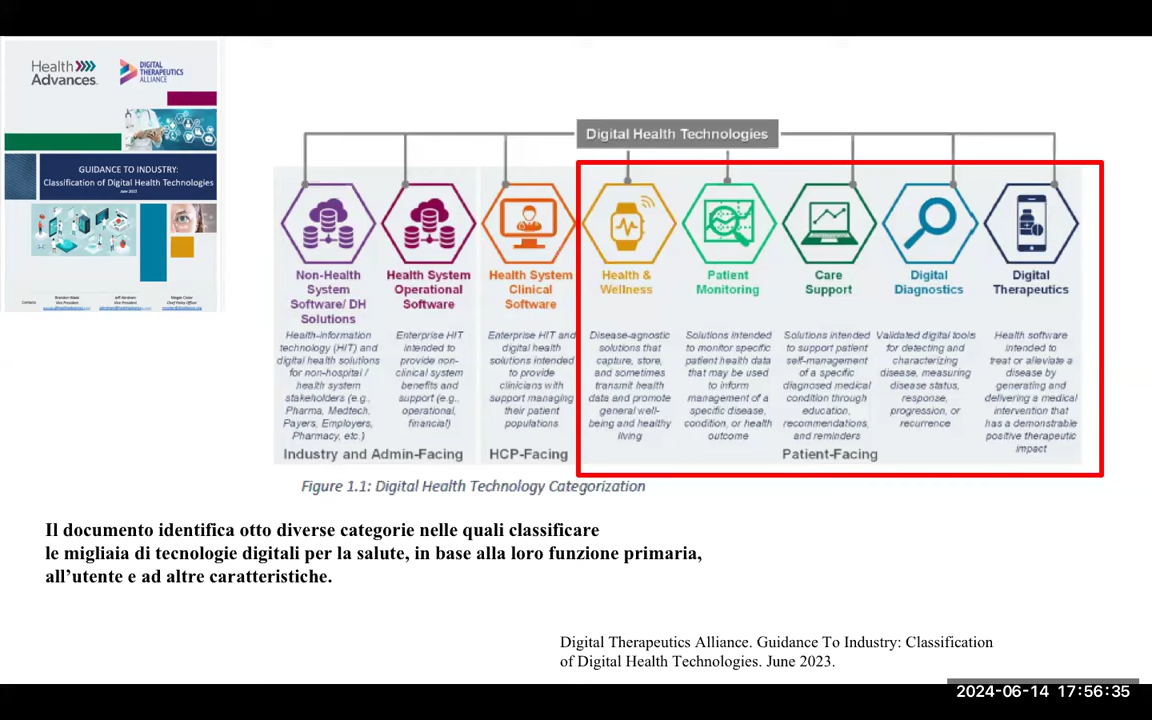 Health
Advances
DIGITAL
THERAPEUTICS
ALLIANCE
GUIDANCE TO INDUSTRY:
Classification of Digital Health Technologies
June 2023
Digital Health Technologies
Non-Health
System
Software/ DH
Solutions
Health-information
technology (HIT) and
digital health solutions
for non-hospital /
health system
stakeholders (e.g.,
Pharma, Medtech,
Payers, Employers,
Pharmacy, etc.)
Health System
Operational
Software
Enterprise HIT
intended to
provide non-
clinical system
benefits and
support (e.g.,
operational,
financial)
Industry and Admin-Facing
Health System
Clinical
Software
Enterprise HIT and
digital health
solutions intended
to provide
clinicians with
support managing
their patient
populations
HCP-Facing
Health &
Wellness
Disease-agnostic
solutions that
capture, store,
and sometimes
transmit health
data and promote
general well-
being and healthy
living
Patient
Monitoring
Solutions intended
to monitor specific
patient health data
that may be used
to inform
management of a
specific disease,
condition, or health
outcome
Care
Support
Solutions intended
to support patient
self-management
of a specific
diagnosed medical
condition through
education,
recommendations,
and reminders
Digital
Diagnostics
Validated digital tools
for detecting and
characterizing
disease, measuring
disease status,
response,
progression, or
recurrence
Digital
Therapeutics
Health software
intended to
treat or alleviate a
disease by
generating and
delivering a medical
intervention that
has a demonstrable
positive therapeutic
impact
Patient-Facing
Figure 1.1: Digital Health Technology Categorization
Il documento identifica otto diverse categorie nelle quali classificare
le migliaia di tecnologie digitali per la salute, in base alla loro funzione primaria,
all’utente e ad altre caratteristiche.
Digital Therapeutics Alliance. Guidance To Industry: Classification
of Digital Health Technologies. June 2023.
2024-06-14 17:56:35